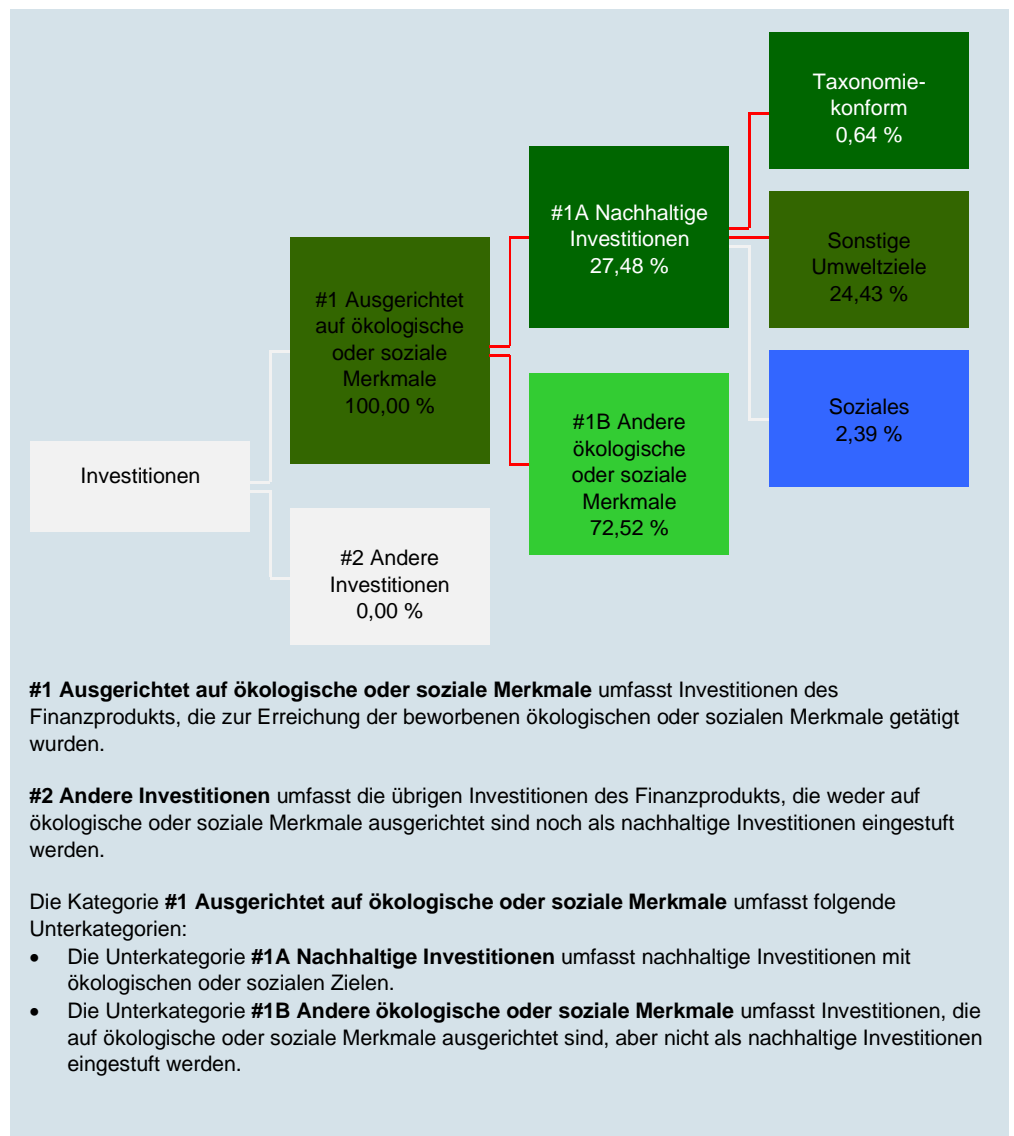 Taxonomie-
konform
0,64 %
#1A Nachhaltige
Investitionen
27,48 %
Sonstige
Umweltziele
24,43 %
#1 Ausgerichtet
auf ökologische
oder soziale
Merkmale
100,00 %
Soziales
2,39 %
#1B Andere
ökologische
oder soziale
Merkmale
72,52 %
Investitionen
#2 Andere
Investitionen
0,00 %
#1 Ausgerichtet auf ökologische oder soziale Merkmale umfasst Investitionen des
Finanzprodukts, die zur Erreichung der beworbenen ökologischen oder sozialen Merkmale getätigt
wurden.
#2 Andere Investitionen umfasst die übrigen Investitionen des Finanzprodukts, die weder auf
ökologische oder soziale Merkmale ausgerichtet sind noch als nachhaltige Investitionen eingestuft
werden.
Die Kategorie #1 Ausgerichtet auf ökologische oder soziale Merkmale umfasst folgende
Unterkategorien:
• Die Unterkategorie #1A Nachhaltige Investitionen umfasst nachhaltige Investitionen mit
ökologischen oder sozialen Zielen.
• Die Unterkategorie #1B Andere ökologische oder soziale Merkmale umfasst Investitionen, die
auf ökologische oder soziale Merkmale ausgerichtet sind, aber nicht als nachhaltige Investitionen
eingestuft werden.